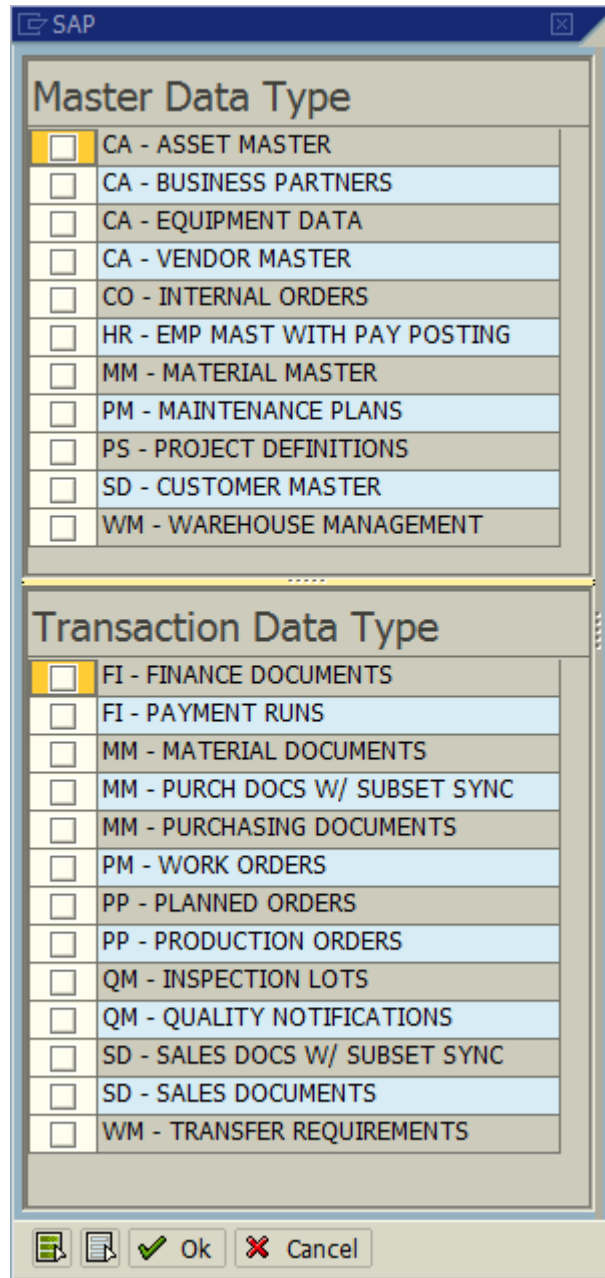 SAP
Master Data Type
CA - ASSET MASTER
CA - BUSINESS PARTNERS
CA - EQUIPMENT DATA
CA - VENDOR MASTER
CO - INTERNAL ORDERS
HR - EMP MAST WITH PAY POSTING
MM - MATERIAL MASTER
PM - MAINTENANCE PLANS
PS - PROJECT DEFINITIONS
SD - CUSTOMER MASTER
WM - WAREHOUSE MANAGEMENT
Transaction Data Type
FI - FINANCE DOCUMENTS
FI - PAYMENT RUNS
MM - MATERIAL DOCUMENTS
MM - PURCH DOCS W/ SUBSET SYNC
MM - PURCHASING DOCUMENTS
PM - WORK ORDERS
PP - PLANNED ORDERS
PP - PRODUCTION ORDERS
QM - INSPECTION LOTS
QM - QUALITY NOTIFICATIONS
SD - SALES DOCS W/ SUBSET SYNC
SD - SALES DOCUMENTS
WM - TRANSFER REQUIREMENTS
Ok Cancel